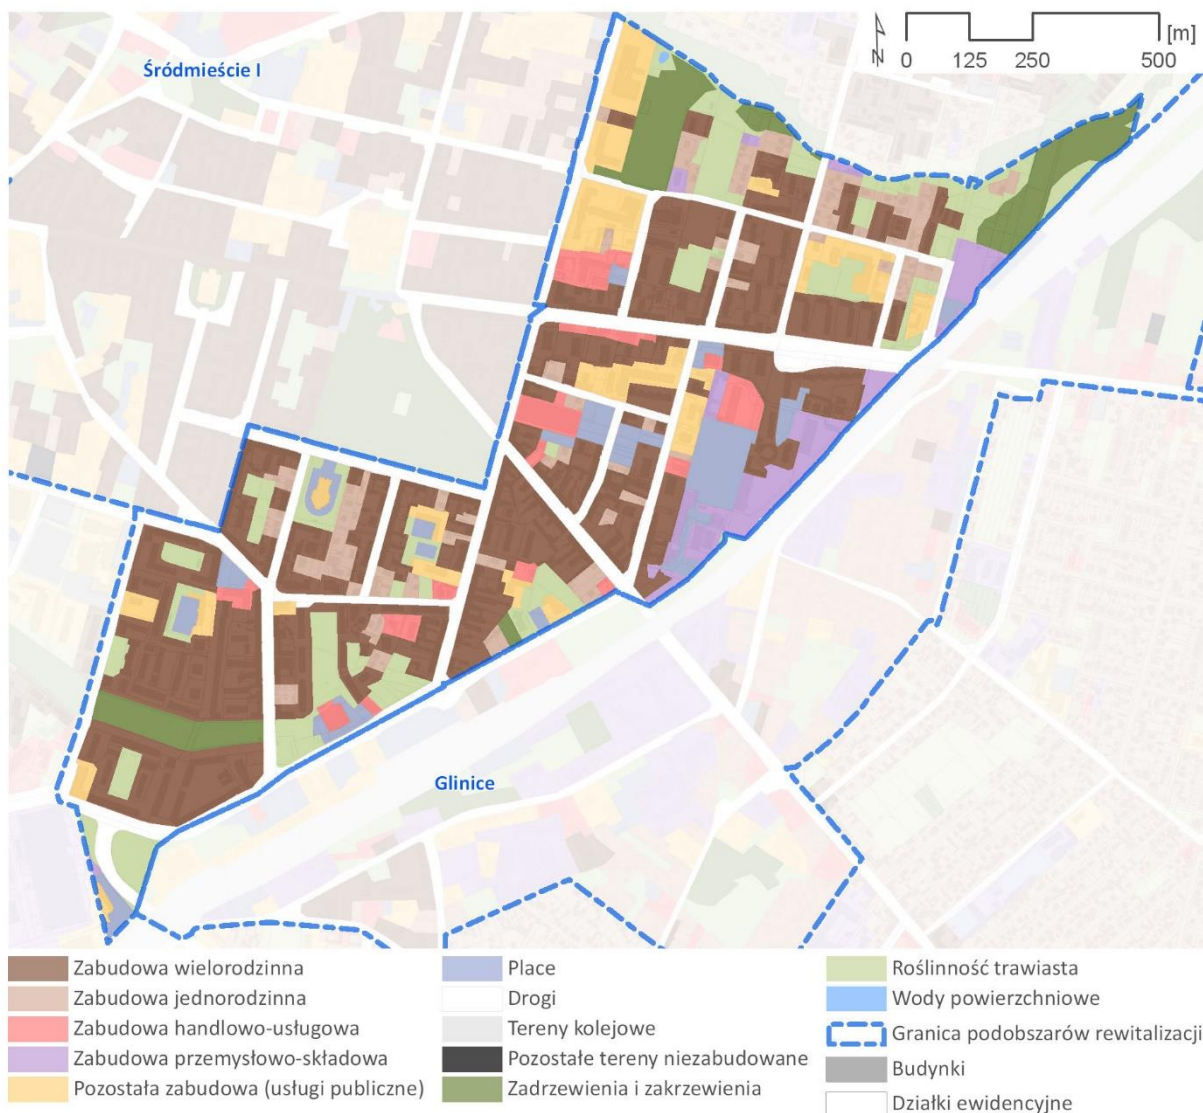 Śródmieście I
[m]
0 125 250 500
Glinice
Zabudowa wielorodzinna
Zabudowa jednorodzinna
Zabudowa handlowo-usługowa
Zabudowa przemysłowo-składowa
Pozostała zabudowa (usługi publiczne)
Place
Drogi
Tereny kolejowe
Pozostałe tereny niezabudowane
Zadrzewienia i zakrzewienia
Roślinność trawiasta
Wody powierzchniowe
Granica podobszarów rewitalizacji
Budynki
Działki ewidencyjne